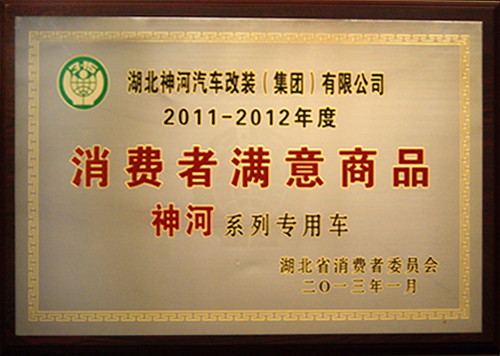 湖北神河汽车改装（集团）有限公司
2011-2012年度
消费者满意商品
神河 系列专用车
湖北省消费者委员会
二〇一三年一月